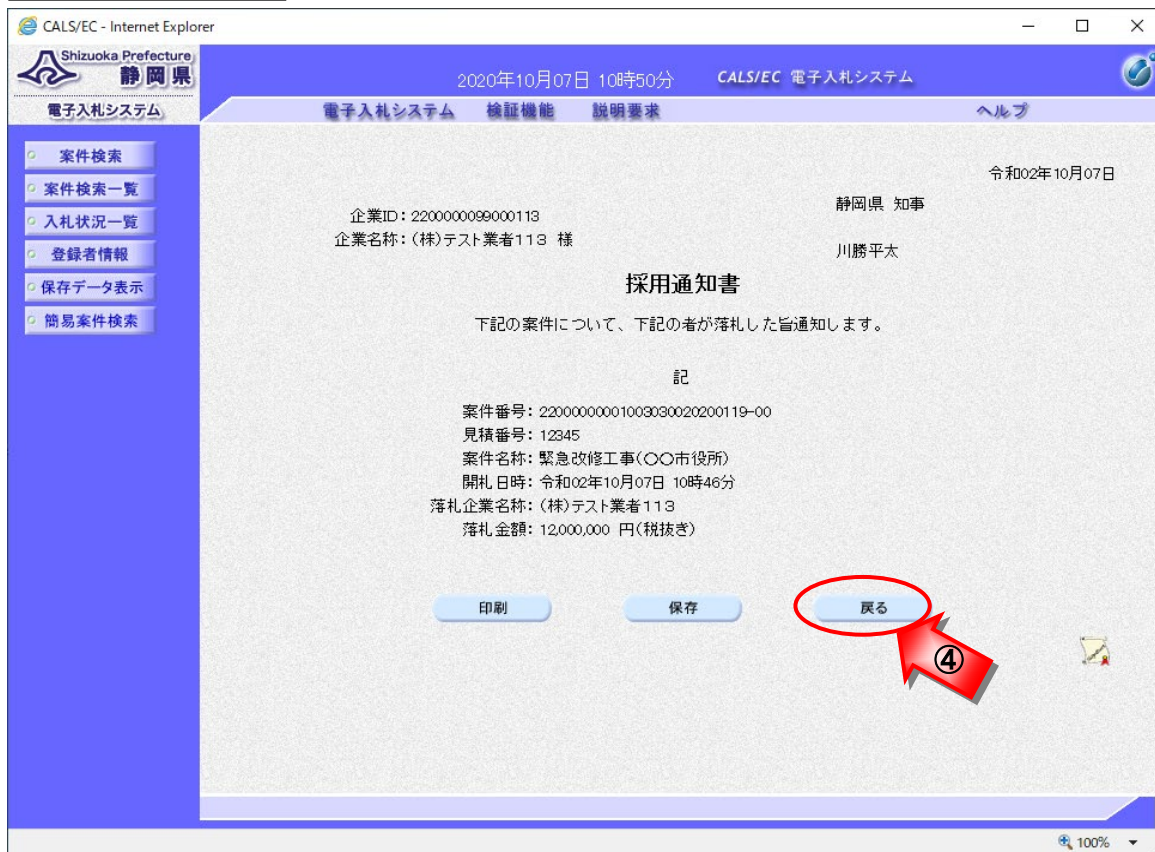 CALS/EC - Internet Explorer
Shizuoka Prefecture
静岡県
2020年10月07日 10時50分 CALS/EC 電子入札システム
電子入札システム
電子入札システム 検証機能 説明要求 ヘルプ
案件検索
案件検索一覧
入札状況一覧
登録者情報
保存データ表示
簡易案件検索
令和02年10月07日
静岡県 知事
企業ID:2200000099000113
企業名称:(株)テスト業者113 様
川勝平太
採用通知書
下記の案件について、下記の者が落札した旨通知します。
記
案件番号:2200000001003030020200119-00
見積番号:12345
案件名称:緊急改修工事(〇〇市役所)
開札日時:令和02年10月07日 10時46分
落札企業名称:(株)テスト業者113
落札金額:12,000,000 円(税抜き)
印刷 保存 戻る
④
100%